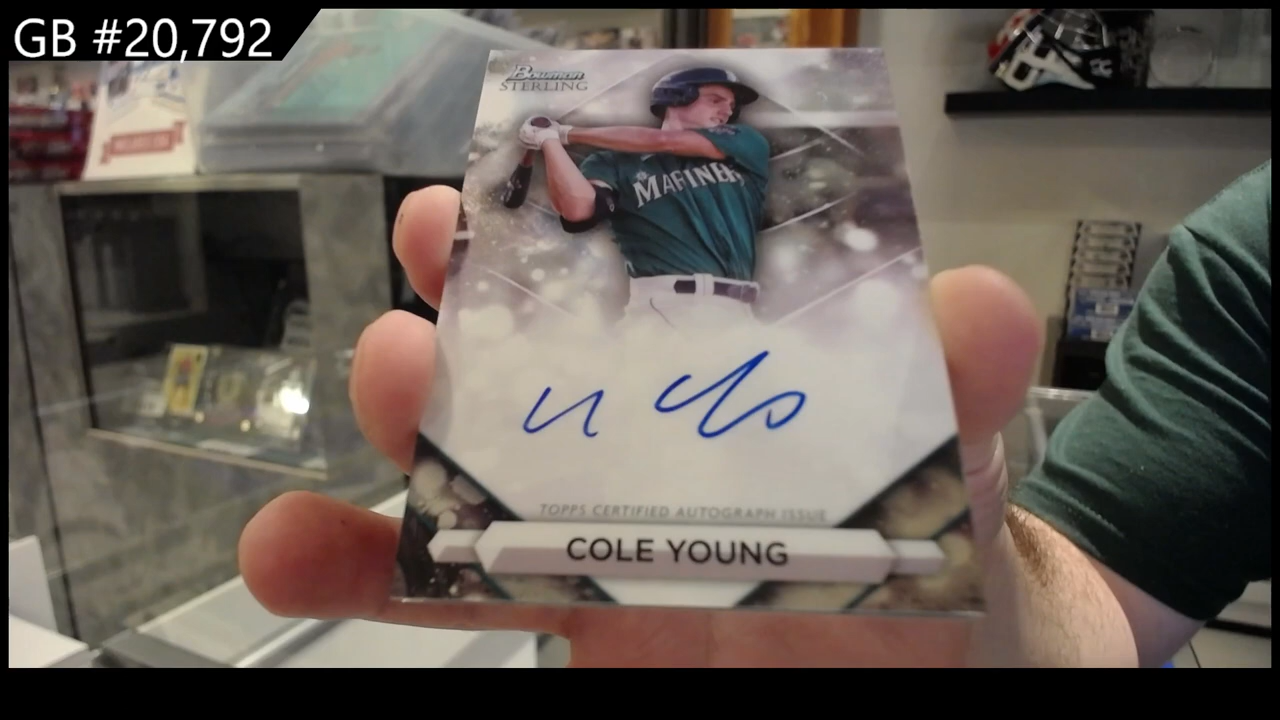 GB #20,792
Bowman
STERLING
MARINERS
TOPPS CERTIFIED AUTOGRAPH ISSUE
COLE YOUNG